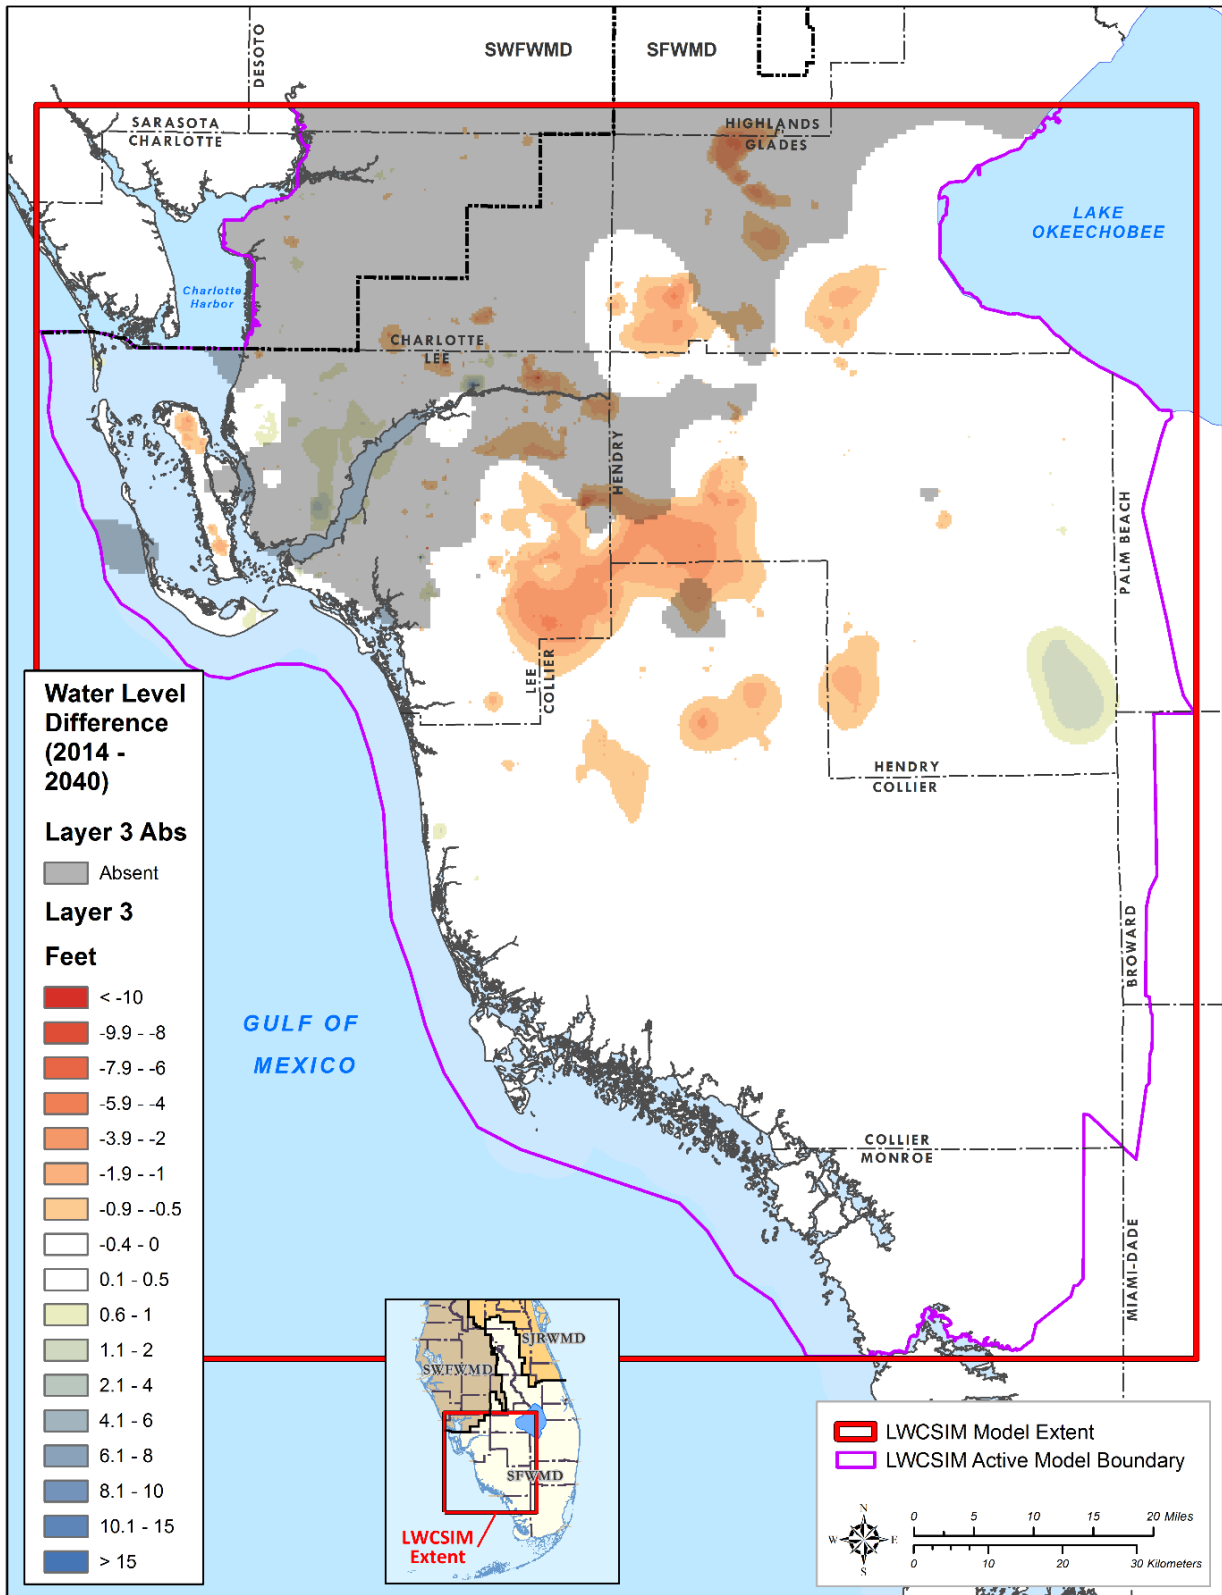 SWFWMD
SFWMD
DESOTO
SARASOTA
CHARLOTTE
HIGHLANDS
GLADES
LAKE
OKEECHOBEE
Charlotte
Harbor
CHARLOTTE
LEE
HENDRY
PALM BEACH
LEE
COLLIER
HENDRY
COLLIER
BROWARD
GULF OF
MEXICO
COLLIER
MONROE
MIAMI-DADE
Water Level
Difference
(2014 -
2040)
Layer 3 Abs
Absent
Layer 3
Feet
< -10
-9.9 - -8
-7.9 - -6
-5.9 - -4
-3.9 - -2
-1.9 - -1
-0.9 - -0.5
-0.4 - 0
0.1 - 0.5
0.6 - 1
1.1 - 2
2.1 - 4
4.1 - 6
6.1 - 8
8.1 - 10
10.1 - 15
> 15
SJRWMD
SWFWMD
SFWMD
LWCSIM
Extent
LWCSIM Model Extent
LWCSIM Active Model Boundary
N
W E
S
0 5 10 15 20 Miles
0 10 20 30 Kilometers